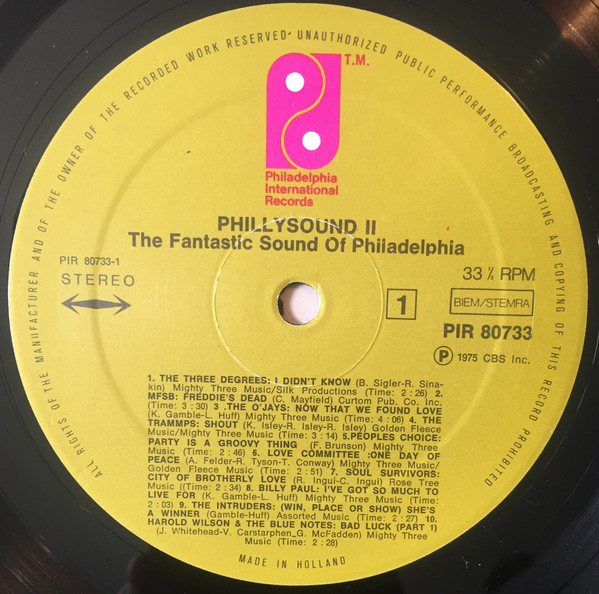 ALL RIGHTS OF THE MANUFACTURER AND OF THE OWNER OF THE RECORDED WORK RESERVED· UNAUTHORIZED PUBLIC PERFORMANCE BROADCASTING AND COPYING OF THIS RECORD PROHIBITED
T.M.
Philadelphia
International
Records
PHILLYSOUND II
The Fantastic Sound Of Philadelphia
PIR 80733-1
STEREO
33⅓ RPM
1
BIEM/STEMRA
PIR 80733
Ⓟ 1975 CBS Inc.
1. THE THREE DEGREES: I DIDN'T KNOW (B. Sigler-R. Sina-
kin) Mighty Three Music/Silk Productions (Time: 2 : 26) 2.
MFSB: FREDDIE'S DEAD (C. Mayfield) Curtom Pub. Co. Inc.
(Time: 3 : 30) 3 .THE O'JAYS: NOW THAT WE FOUND LOVE
(K. Gamble-L. Huff) Mighty Three Music (Time: 4 : 06) 4. THE
TRAMMPS: SHOUT (K. Isley-R. Isley-R. Isley) Golden Fleece
Music/Mighty Three Music (Time: 3 : 14) 5.PEOPLES CHOICE:
PARTY IS A GROOVY THING (F. Brunson) Mighty Three Music
(Time: 2 : 46) 6. LOVE COMMITTEE :ONE DAY OF
PEACE (A. Felder-R. Tyson-T. Conway) Mighty Three Music/
Golden Fleece Music (Time: 2 : 51) 7. SOUL SURVIVORS:
CITY OF BROTHERLY LOVE (R. Ingui-C. Ingui) Rose Tree
Music ((Time: 2 : 34) 8. BILLY PAUL: I'VE GOT SO MUCH TO
LIVE FOR (K. Gamble-L. Huff) Mighty Three Music (Time:
2 : 03) 9. THE INTRUDERS: (WIN, PLACE OR SHOW) SHE'S
A WINNER (Gamble-Huff) Assorted Music (Time: 2 : 27) 10.
HAROLD WILSON & THE BLUE NOTES: BAD LUCK (PART 1)
(J. Whitehead-V. Carstarphen_G. McFadden) Mighty Three
Music (Time: 2 : 28)
MADE IN HOLLAND